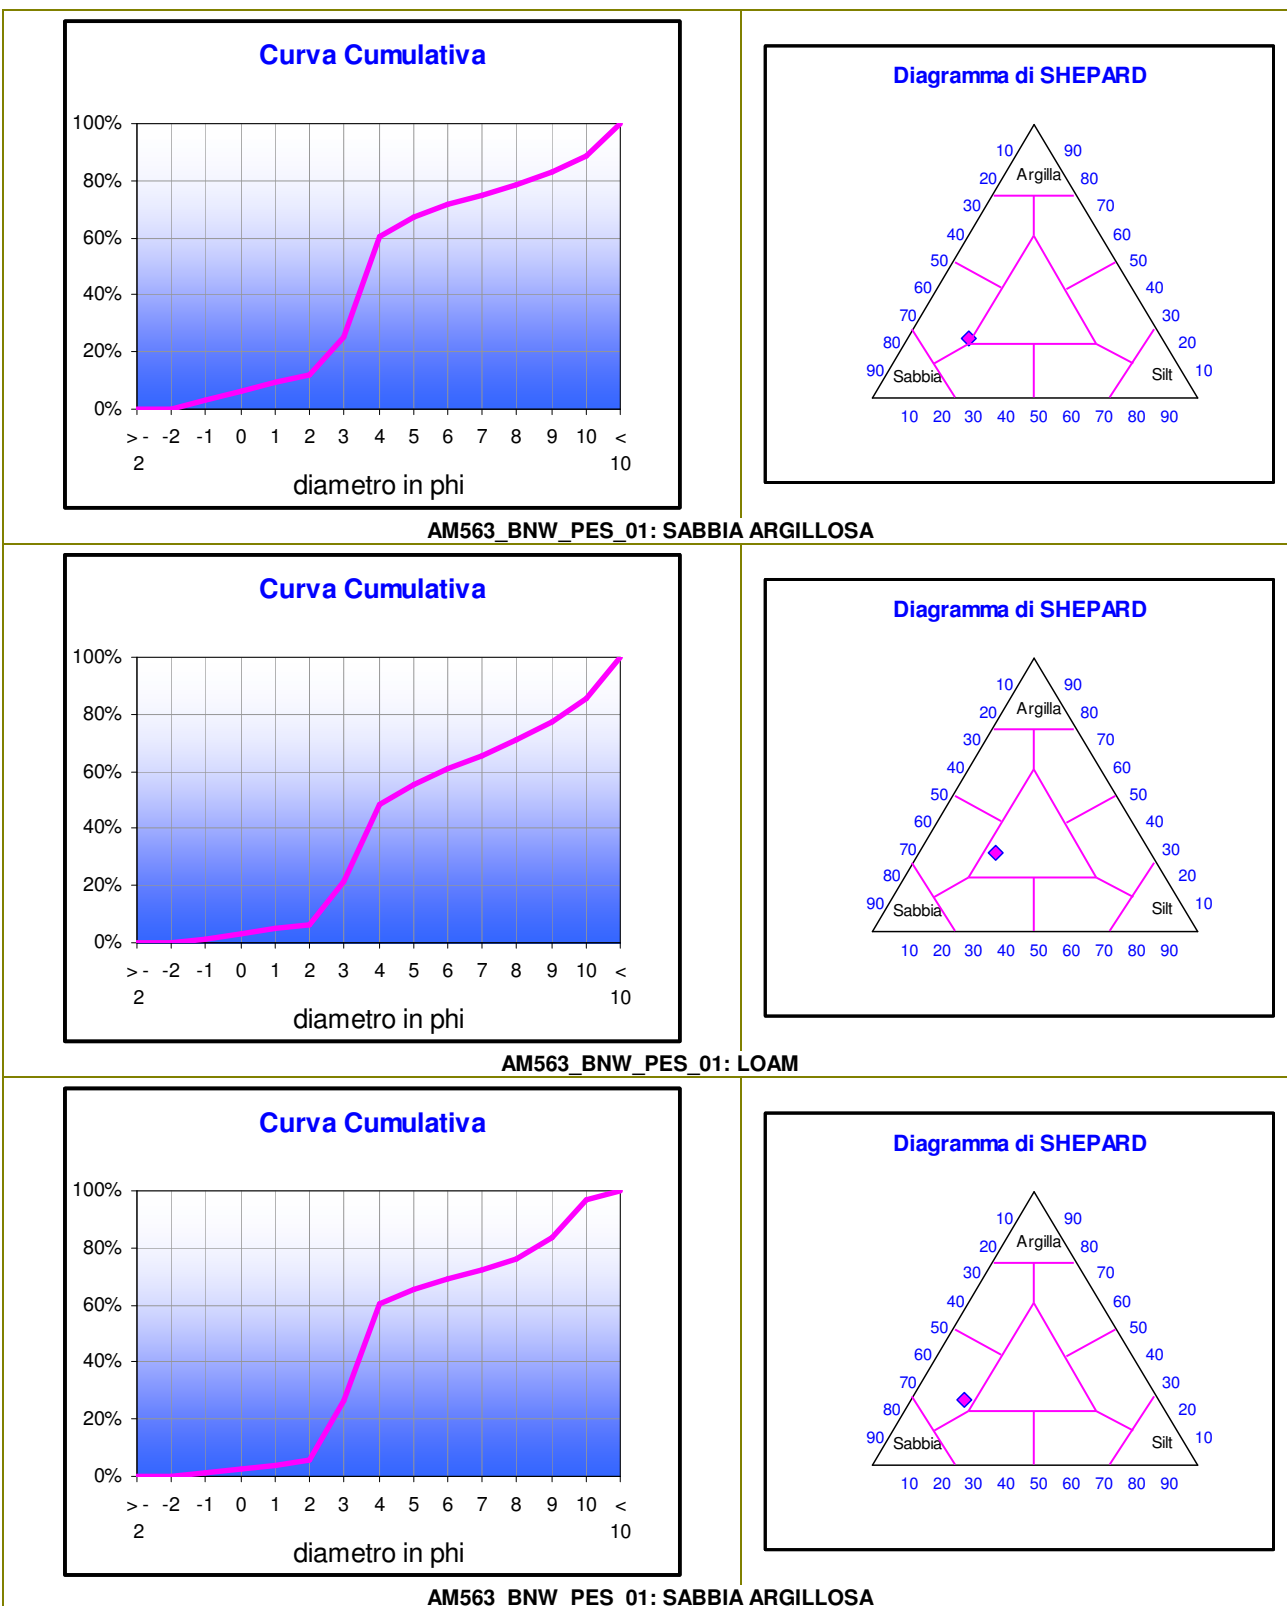 Curva Cumulativa
100%
80%
60%
40%
20%
0%
>-2 -2 -1 0 1 2 3 4 5 6 7 8 9 10 <10
diametro in phi
Diagramma di SHEPARD
10 90
Argilla
20 80
30 70
40 60
50 50
60 40
70 30
80 20
90 Sabbia Silt 10
10 20 30 40 50 60 70 80 90
AM563_BNW_PES_01: SABBIA ARGILLOSA
Curva Cumulativa
100%
80%
60%
40%
20%
0%
>-2 -2 -1 0 1 2 3 4 5 6 7 8 9 10 <10
diametro in phi
Diagramma di SHEPARD
10 90
Argilla
20 80
30 70
40 60
50 50
60 40
70 30
80 20
90 Sabbia Silt 10
10 20 30 40 50 60 70 80 90
AM563_BNW_PES_01: LOAM
Curva Cumulativa
100%
80%
60%
40%
20%
0%
>-2 -2 -1 0 1 2 3 4 5 6 7 8 9 10 <10
diametro in phi
Diagramma di SHEPARD
10 90
Argilla
20 80
30 70
40 60
50 50
60 40
70 30
80 20
90 Sabbia Silt 10
10 20 30 40 50 60 70 80 90
AM563_BNW_PES_01: SABBIA ARGILLOSA